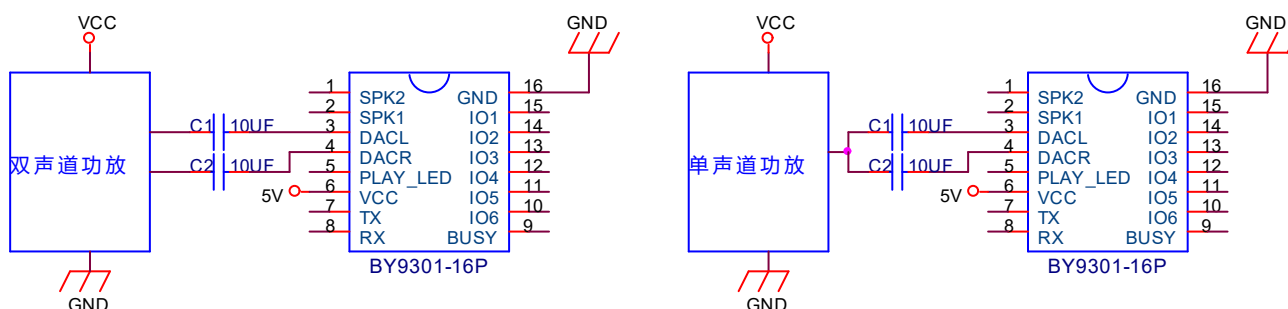 VCC
双声道功放
GND
C1 10UF
C2 10UF
5V
GND
1 SPK2 GND 16
2 SPK1 IO1 15
3 DACL IO2 14
4 DACR IO3 13
5 PLAY_LED IO4 12
6 VCC IO5 11
7 TX IO6 10
8 RX BUSY 9
BY9301-16P
VCC
单声道功放
GND
C1 10UF
C2 10UF
5V
GND
1 SPK2 GND 16
2 SPK1 IO1 15
3 DACL IO2 14
4 DACR IO3 13
5 PLAY_LED IO4 12
6 VCC IO5 11
7 TX IO6 10
8 RX BUSY 9
BY9301-16P